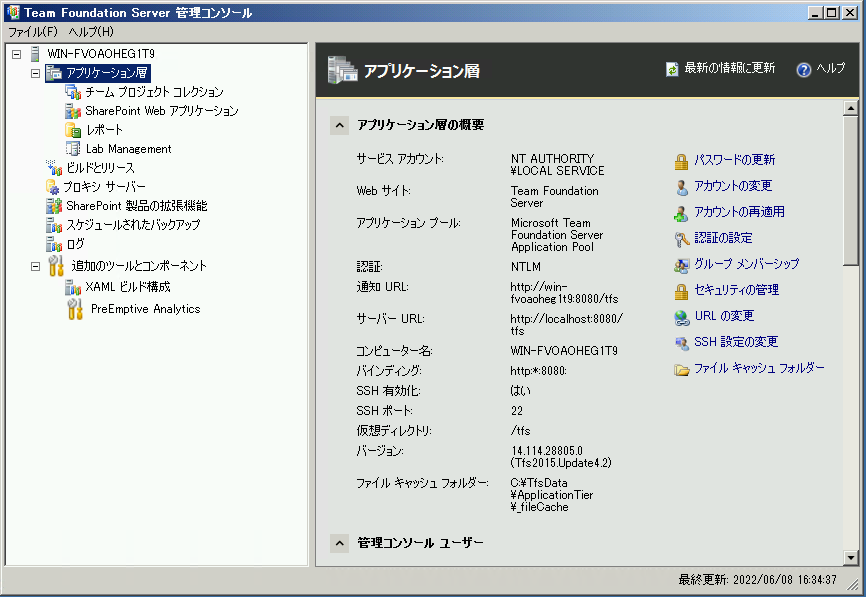 Team Foundation Server 管理コンソール
ファイル(F) ヘルプ(H)
WIN-FVOAOHEG1T9
アプリケーション層
チーム プロジェクト コレクション
SharePoint Web アプリケーション
レポート
Lab Management
ビルドとリリース
プロキシ サーバー
SharePoint 製品の拡張機能
スケジュールされたバックアップ
ログ
追加のツールとコンポーネント
XAML ビルド構成
PreEmptive Analytics
アプリケーション層
最新の情報に更新
ヘルプ
アプリケーション層の概要
サービス アカウント:
NT AUTHORITY
¥LOCAL SERVICE
Web サイト:
Team Foundation
Server
アプリケーション プール:
Microsoft Team
Foundation Server
Application Pool
認証:
NTLM
通知 URL:
http://win-
fvoaoheg1t9:8080/tfs
サーバー URL:
http://localhost:8080/
tfs
コンピューター名:
WIN-FVOAOHEG1T9
バインディング:
http:*:8080:
SSH 有効化:
はい
SSH ポート:
22
仮想ディレクトリ:
/tfs
バージョン:
14.114.28805.0
(Tfs2015.Update4.2)
ファイル キャッシュ フォルダー:
C:¥TfsData
¥ApplicationTier
¥_fileCache
パスワードの更新
アカウントの変更
アカウントの再適用
認証の設定
グループ メンバーシップ
セキュリティの管理
URL の変更
SSH 設定の変更
ファイル キャッシュ フォルダー
管理コンソール ユーザー
最終更新: 2022/06/08 16:34:37